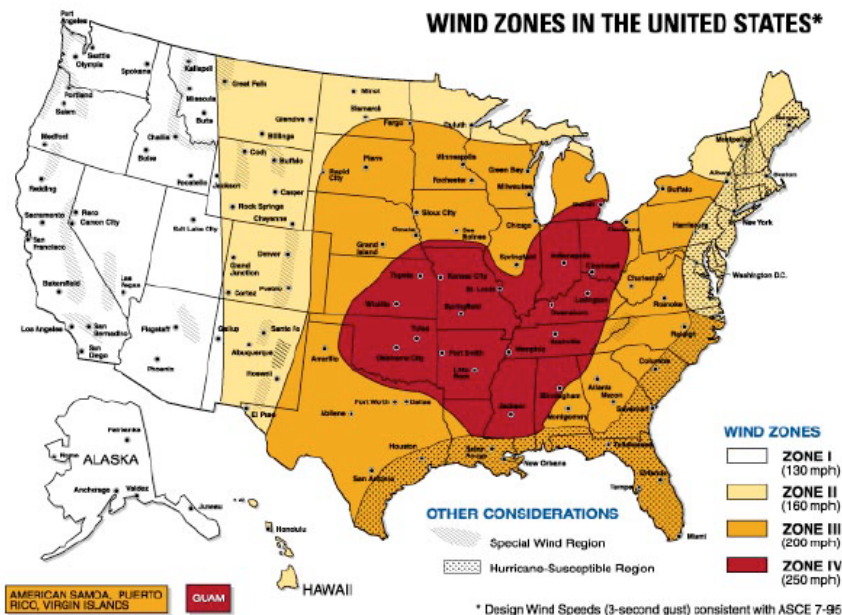 WIND ZONES IN THE UNITED STATES*
Port
Angeles
Seattle
Olympia
Spokane
Kalispell
Great Falls
Minot
Portland
Missoula
Bismarck
Salem
Butte
Glendive
Fargo
Duluth
Medford
Challis
Billings
Montpelier
Boise
Cody
Buffalo
Pierre
Minneapolis
Green Bay
Albany
Boston
Redding
Pocatello
Jackson
Casper
Rapid
City
Rochester
Milwaukee
Buffalo
Rock Springs
Sioux City
Detroit
Cleveland
New York
Sacramento
Reno
Carson City
Salt Lake City
Cheyenne
Omaha
Des
Moines
Chicago
Harrisburg
San
Francisco
Grand
Island
Springfield
Indianapolis
Cincinnati
Washington D.C.
Grand
Junction
Denver
Topeka
Kansas City
St. Louis
Charleston
Bakersfield
Las
Vegas
Cortez
Pueblo
Wichita
Springfield
Lexington
Owensboro
Roanoke
Los Angeles
San
Bernadino
Flagstaff
Gallup
Santa Fe
Tulsa
Nashville
Raleigh
San
Diego
Albuquerque
Amarillo
Oklahoma City
Fort Smith
Memphis
Phoenix
Roswell
Little
Rock
Columbia
El Paso
Fort Worth
Dallas
Birmingham
Atlanta
Macon
Savannah
Abilene
Jackson
Montgomery
Houston
Baton
Rouge
Tallahassee
New Orleans
San Antonio
Orlando
Tampa
Miami
Fairbanks
Nome
ALASKA
Anchorage
Valdez
Juneau
Honolulu
HAWAII
WIND ZONES
ZONE I
(130 mph)
ZONE II
(160 mph)
ZONE III
(200 mph)
ZONE IV
(250 mph)
OTHER CONSIDERATIONS
Special Wind Region
Hurricane-Susceptible Region
AMERICAN SAMOA, PUERTO
RICO, VIRGIN ISLANDS
GUAM
* Design Wind Speeds (3-second gust) consistent with ASCE 7-95